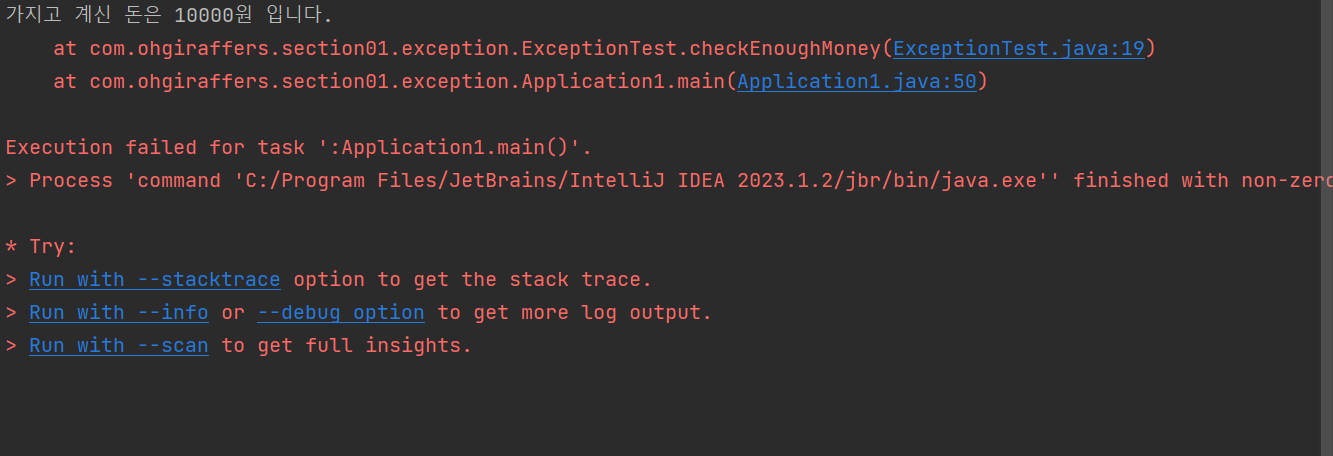 가지고 계신 돈은 10000원 입니다.
at com.ohgiraffers.section01.exception.ExceptionTest.checkEnoughMoney(ExceptionTest.java:19)
at com.ohgiraffers.section01.exception.Application1.main(Application1.java:50)
Execution failed for task ':Application1.main()'.
> Process 'command 'C:/Program Files/JetBrains/IntelliJ IDEA 2023.1.2/jbr/bin/java.exe'' finished with non-zero
* Try:
> Run with --stacktrace option to get the stack trace.
> Run with --info or --debug option to get more log output.
> Run with --scan to get full insights.